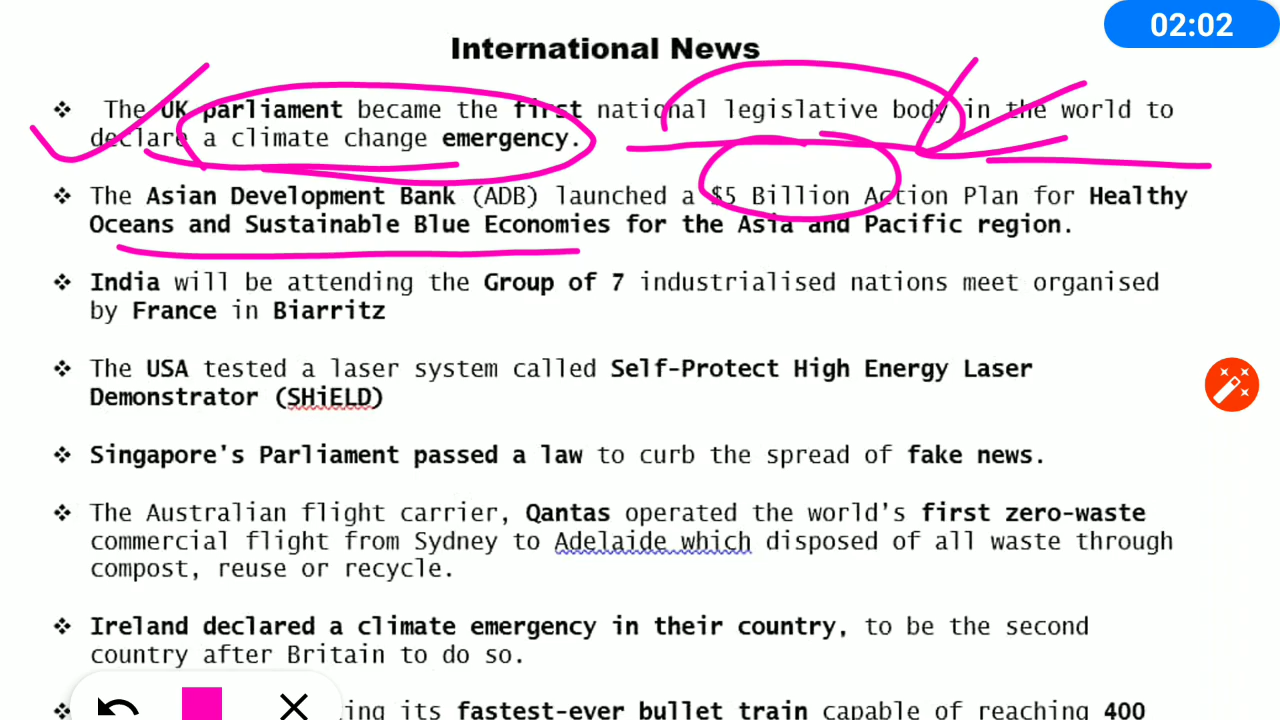 02:02
International News
❖ The UK parliament became the first national legislative body in the world to
declare a climate change emergency.
❖ The Asian Development Bank (ADB) launched a $5 Billion Action Plan for Healthy
Oceans and Sustainable Blue Economies for the Asia and Pacific region.
❖ India will be attending the Group of 7 industrialised nations meet organised
by France in Biarritz
❖ The USA tested a laser system called Self-Protect High Energy Laser
Demonstrator (SHiELD)
❖ Singapore's Parliament passed a law to curb the spread of fake news.
❖ The Australian flight carrier, Qantas operated the world's first zero-waste
commercial flight from Sydney to Adelaide which disposed of all waste through
compost, reuse or recycle.
❖ Ireland declared a climate emergency in their country, to be the second
country after Britain to do so.
❖ its fastest-ever bullet train capable of reaching 400